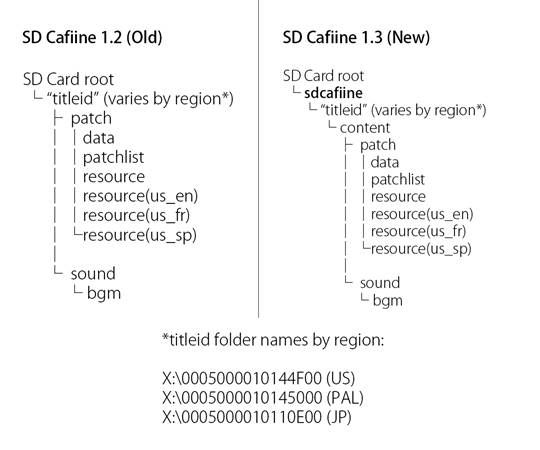 SD Cafiine 1.2 (Old)
SD Card root
└ “titleid” (varies by region*)
├ patch
│ │ data
│ │ patchlist
│ │ resource
│ │ resource(us_en)
│ │ resource(us_fr)
│ └resource(us_sp)
│
└ sound
└ bgm
SD Cafiine 1.3 (New)
SD Card root
└ sdcafiine
└ “titleid” (varies by region*)
└ content
├ patch
│ │ data
│ │ patchlist
│ │ resource
│ │ resource(us_en)
│ │ resource(us_fr)
│ └resource(us_sp)
│
└ sound
└ bgm
*titleid folder names by region:
X:\0005000010144F00 (US)
X:\0005000010145000 (PAL)
X:\0005000010110E00 (JP)